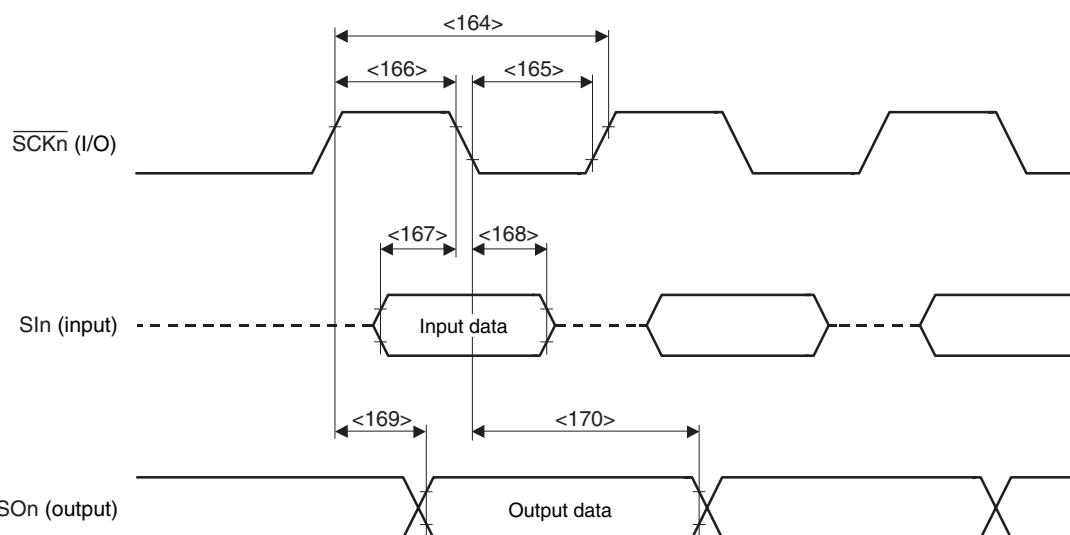 <164>
<166> <165>
SCKn (I/O)
<167> <168>
SIn (input) Input data
<169> <170>
SOn (output) Output data